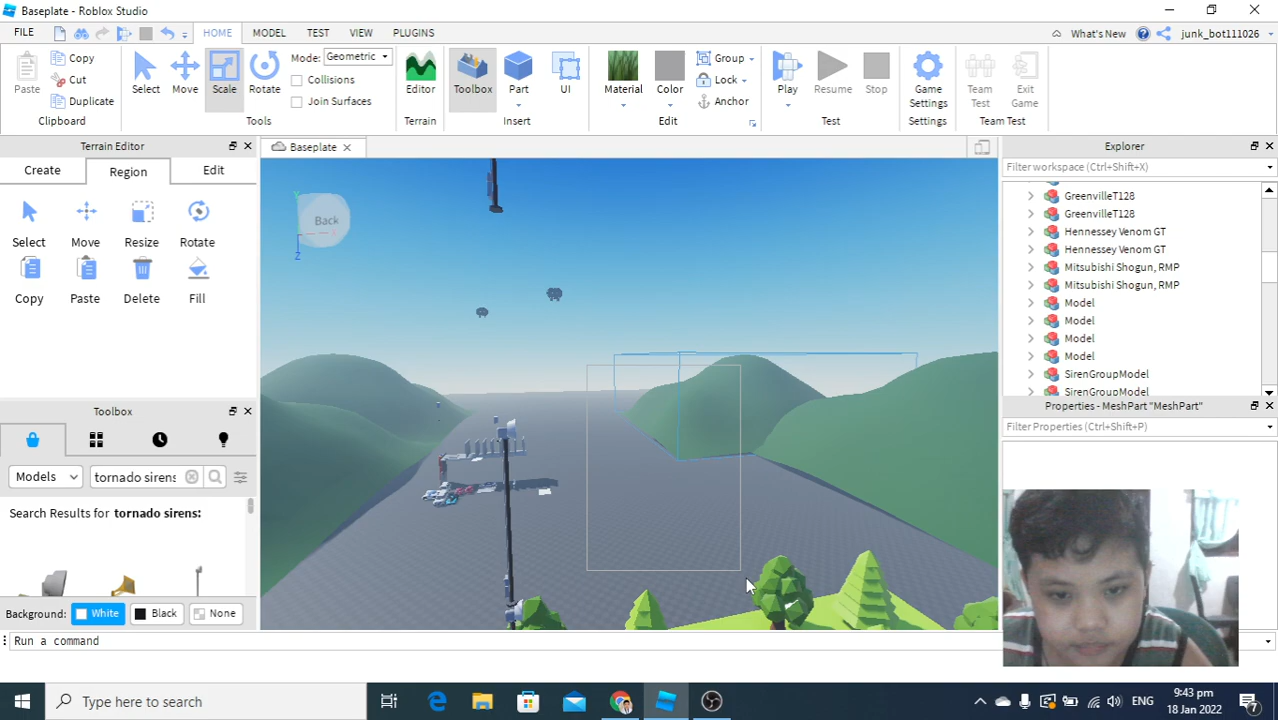 Baseplate - Roblox Studio
FILE HOME MODEL TEST VIEW PLUGINS What's New junk_bot111026
Paste Copy Cut Duplicate Clipboard
Select Move Scale Rotate Tools
Mode: Geometric
Collisions
Join Surfaces
Editor Terrain
Toolbox Part UI Insert
Material Color Group Lock Anchor Edit
Play Resume Stop Test
Game Settings Settings
Team Test Exit Game Team Test
Terrain Editor
Create Region Edit
Select Move Resize Rotate
Copy Paste Delete Fill
Toolbox
Models tornado sirens
Search Results for tornado sirens:
Background: White Black None
Run a command
Baseplate
Back
Y
Z
Explorer
Filter workspace (Ctrl+Shift+X)
GreenvilleT128
GreenvilleT128
Hennessey Venom GT
Hennessey Venom GT
Mitsubishi Shogun, RMP
Mitsubishi Shogun, RMP
Model
Model
Model
Model
SirenGroupModel
SirenGroupModel
Properties - MeshPart "MeshPart"
Filter Properties (Ctrl+Shift+P)
Type here to search
ENG
9:43 pm
18 Jan 2022
7